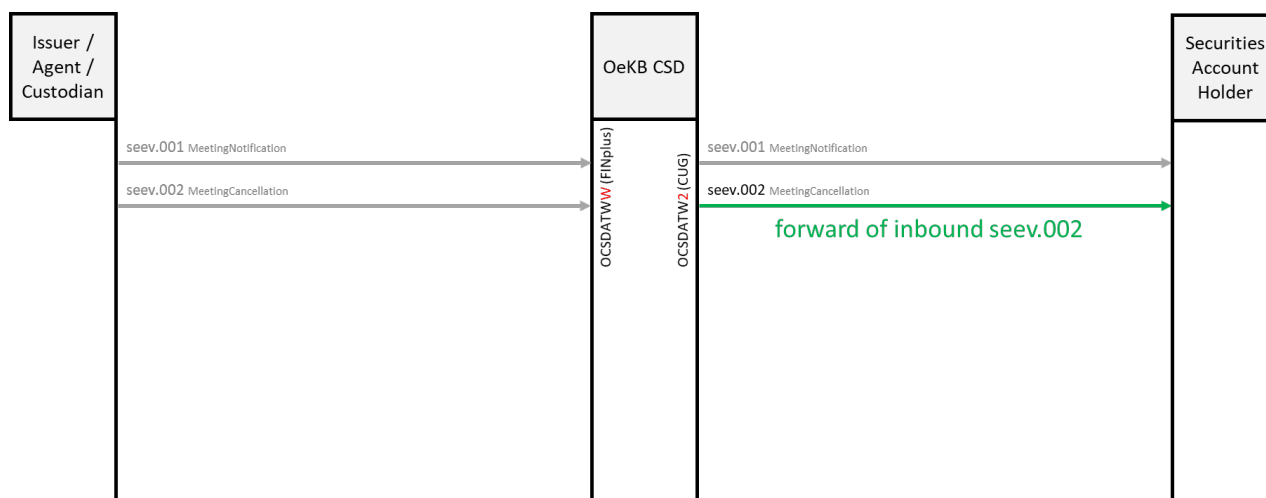 Issuer /
Agent /
Custodian
OeKB CSD
Securities
Account
Holder
seev.001 MeetingNotification
seev.002 MeetingCancellation
OCSDATWW (FINplus)
OCSDATW2 (CUG)
seev.001 MeetingNotification
seev.002 MeetingCancellation
forward of inbound seev.002